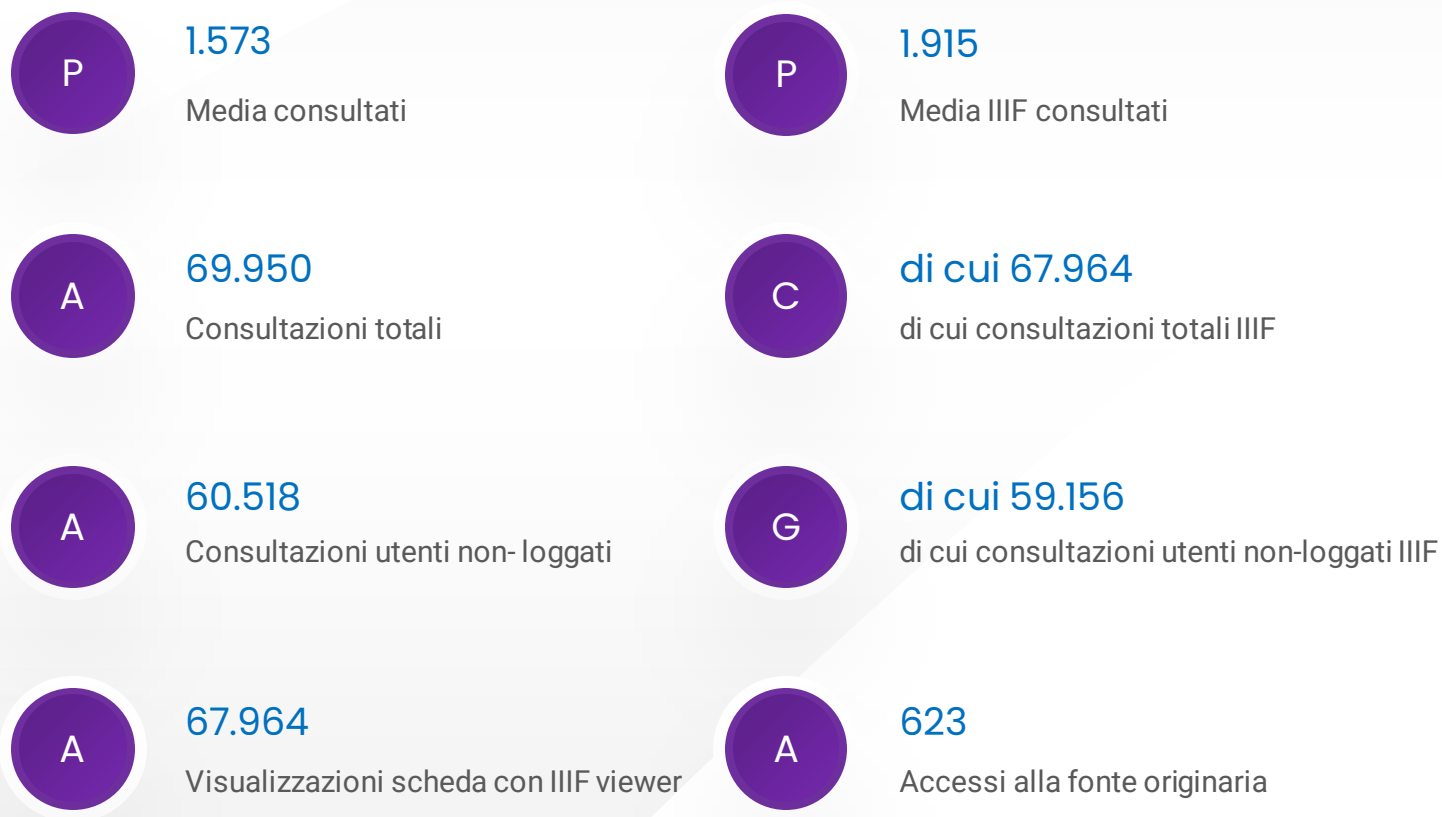 P
1.573
Media consultati
P
1.915
Media IIIF consultati
A
69.950
Consultazioni totali
C
di cui 67.964
di cui consultazioni totali IIIF
A
60.518
Consultazioni utenti non- loggati
G
di cui 59.156
di cui consultazioni utenti non-loggati IIIF
A
67.964
Visualizzazioni scheda con IIIF viewer
A
623
Accessi alla fonte originaria